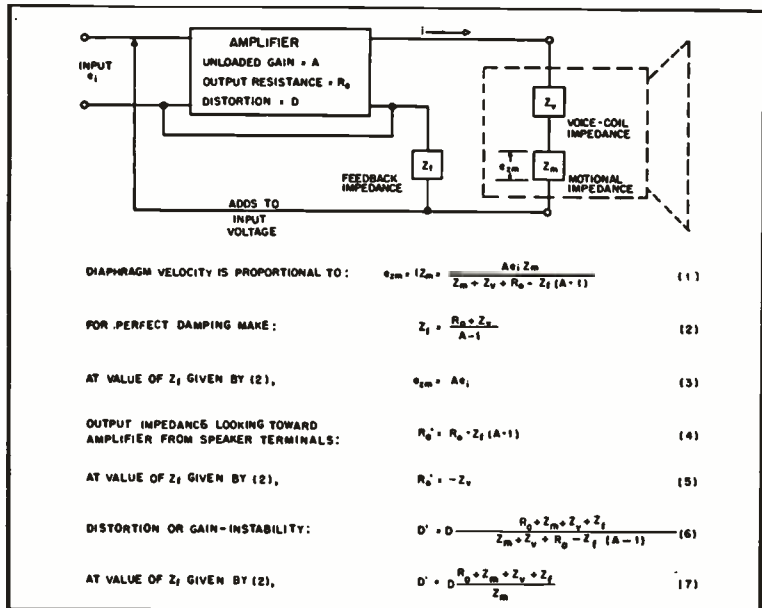 AMPLIFIER
UNLOADED GAIN = A
OUTPUT RESISTANCE = R₀
DISTORTION = D
INPUT
e_i
i
Z_v
VOICE-COIL
IMPEDANCE
e_zm
Z_m
MOTIONAL
IMPEDANCE
Z_f
FEEDBACK
IMPEDANCE
ADDS TO
INPUT
VOLTAGE
DIAPHRAGM VELOCITY IS PROPORTIONAL TO: e_zm = iZ_m = Ae_i Z_m / Z_m + Z_v + R₀ - Z_f (A-1) (1)
FOR PERFECT DAMPING MAKE: Z_f = R₀ + Z_v / A-1 (2)
AT VALUE OF Z_f GIVEN BY (2), e_zm = Ae_i (3)
OUTPUT IMPEDANCE LOOKING TOWARD
AMPLIFIER FROM SPEAKER TERMINALS: R₀' = R₀ - Z_f (A-1) (4)
AT VALUE OF Z_f GIVEN BY (2), R₀' = -Z_v (5)
DISTORTION OR GAIN-INSTABILITY: D' = D R₀ + Z_m + Z_v + Z_f / Z_m + Z_v + R₀ - Z_f (A-1) (6)
AT VALUE OF Z_f GIVEN BY (2), D' = D R₀ + Z_m + Z_v + Z_f / Z_m (7)